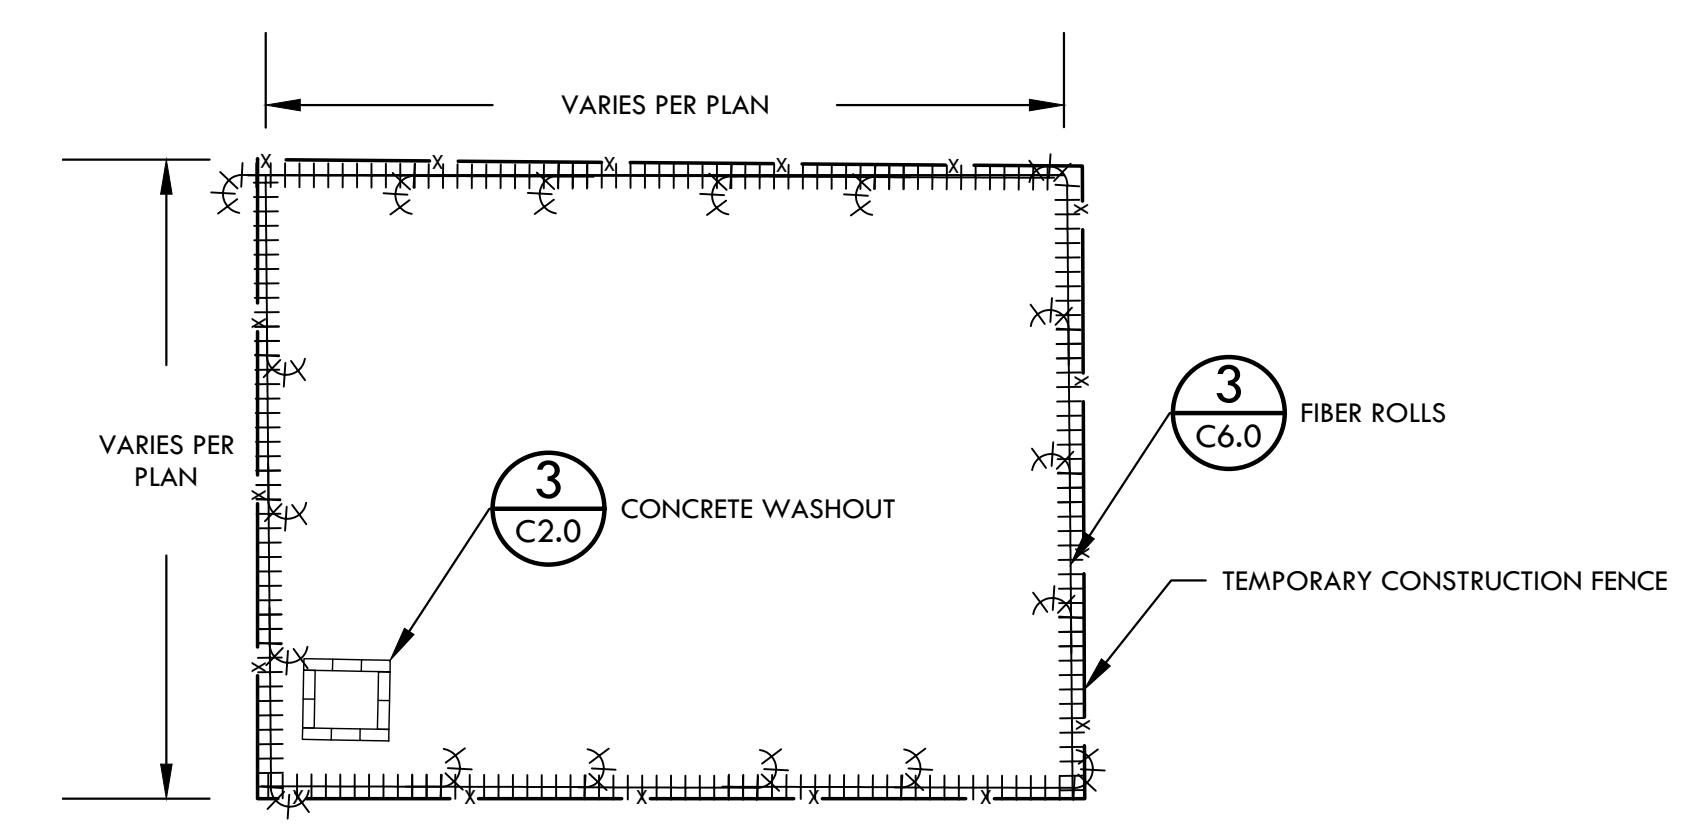 VARIES PER PLAN
3
C6.0
FIBER ROLLS
VARIES PER
PLAN
3
C2.0
CONCRETE WASHOUT
TEMPORARY CONSTRUCTION FENCE